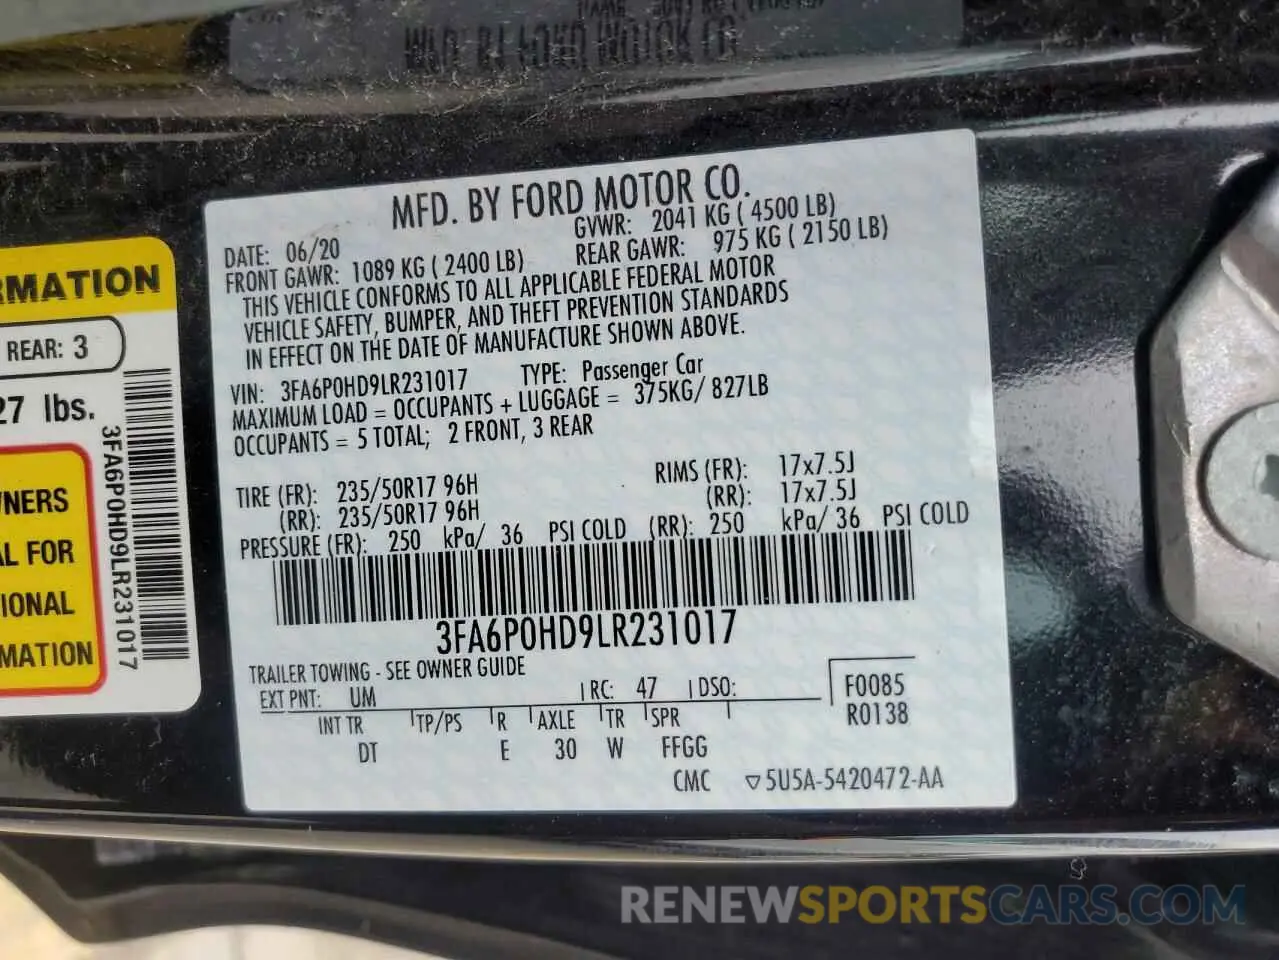 MFD. BY FORD MOTOR CO.
DATE: 06/20 GVWR: 2041 KG ( 4500 LB)
FRONT GAWR: 1089 KG ( 2400 LB) REAR GAWR: 975 KG ( 2150 LB)
THIS VEHICLE CONFORMS TO ALL APPLICABLE FEDERAL MOTOR
VEHICLE SAFETY, BUMPER, AND THEFT PREVENTION STANDARDS
IN EFFECT ON THE DATE OF MANUFACTURE SHOWN ABOVE.
VIN: 3FA6P0HD9LR231017 TYPE: Passenger Car
MAXIMUM LOAD = OCCUPANTS + LUGGAGE = 375KG/ 827LB
OCCUPANTS = 5 TOTAL; 2 FRONT, 3 REAR
TIRE (FR): 235/50R17 96H RIMS (FR): 17x7.5J
(RR): 235/50R17 96H (RR): 17x7.5J
PRESSURE (FR): 250 kPa/ 36 PSI COLD (RR): 250 kPa/ 36 PSI COLD
3FA6P0HD9LR231017
TRAILER TOWING - SEE OWNER GUIDE
EXT PNT: UM RC: 47 DSO: F0085
R0138
INT TR TP/PS R AXLE TR SPR
DT E 30 W FFGG
CMC ▽5U5A-5420472-AA
RMATION
REAR: 3
27 lbs.
3FA6P0HD9LR231017
WNERS
AL FOR
IONAL
MATION
RENEWSPORTSCARS.COM